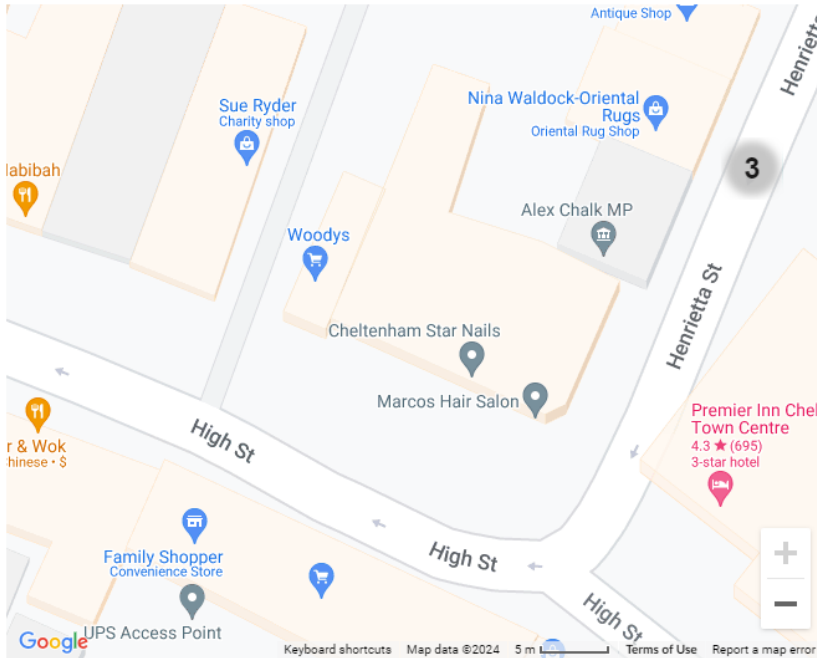 Antique Shop
Henrietta
Nina Waldock-Oriental
Rugs
Oriental Rug Shop
Sue Ryder
Charity shop
3
labibah
Alex Chalk MP
Woodys
Henrietta St
Cheltenham Star Nails
Marcos Hair Salon
Premier Inn Chel
Town Centre
4.3 ★ (695)
3-star hotel
High St
r & Wok
hinese • $
High St
Family Shopper
Convenience Store
High St
UPS Access Point
+
−
Google
Keyboard shortcuts Map data ©2024 5 m Terms of Use Report a map error